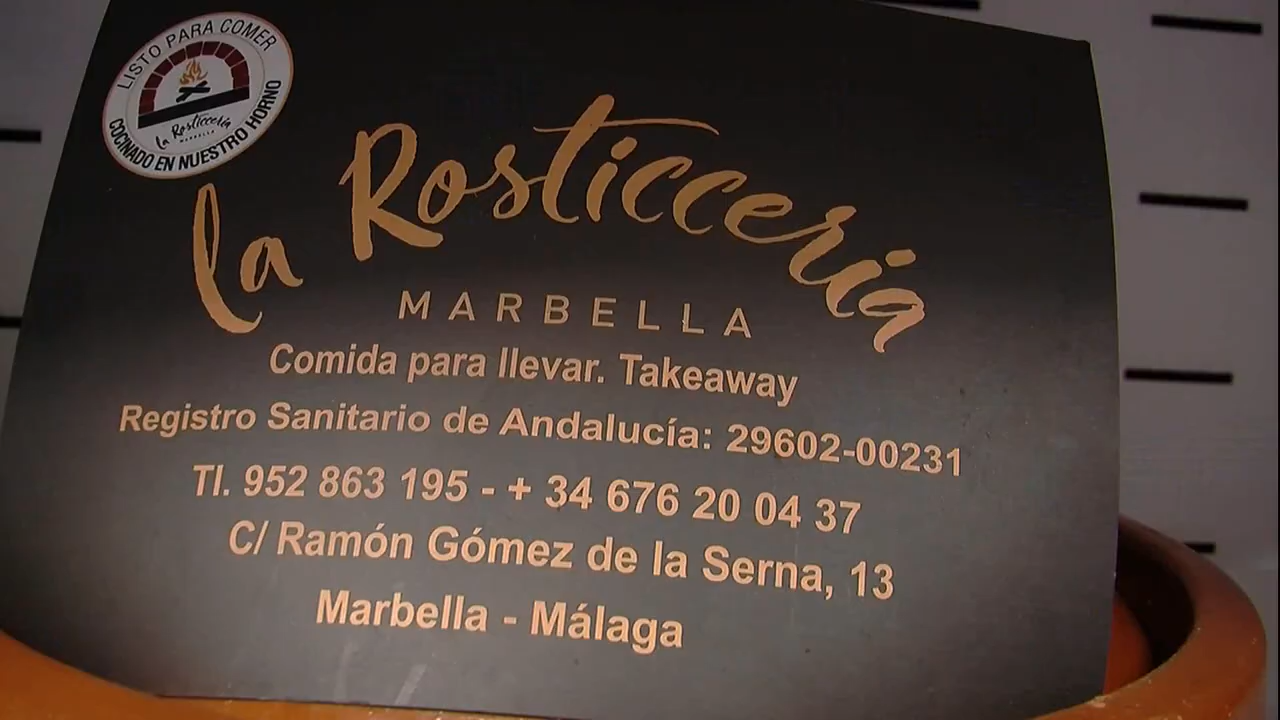 LISTO PARA COMER
La Rosticceria
MARBELLA
COCINADO EN NUESTRO HORNO
La Rosticceria
MARBELLA
Comida para llevar. Takeaway
Registro Sanitario de Andalucía: 29602-00231
Tl. 952 863 195 - + 34 676 20 04 37
C/ Ramón Gómez de la Serna, 13
Marbella - Málaga